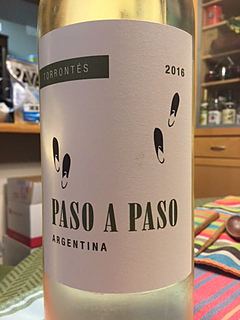 TORRONTÉS
2016
PASO A PASO
ARGENTINA